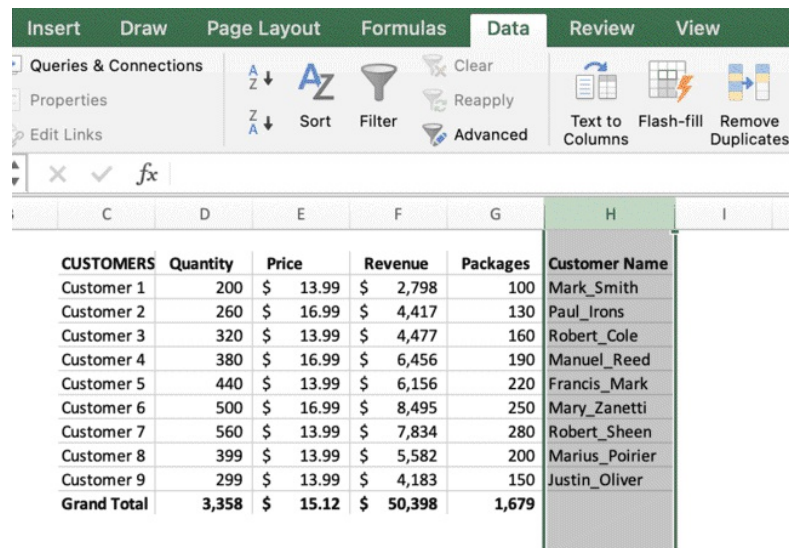 Insert Draw Page Layout Formulas Data Review View
Queries & Connections
Properties
Edit Links
A Z
Z A
AZ
Sort
Filter
Clear
Reapply
Advanced
Text to
Columns
Flash-fill
Remove
Duplicates
fx
C D E F G H I
CUSTOMERS Quantity Price Revenue Packages Customer Name
Customer 1 200 $ 13.99 $ 2,798 100 Mark_Smith
Customer 2 260 $ 16.99 $ 4,417 130 Paul_Irons
Customer 3 320 $ 13.99 $ 4,477 160 Robert_Cole
Customer 4 380 $ 16.99 $ 6,456 190 Manuel_Reed
Customer 5 440 $ 13.99 $ 6,156 220 Francis_Mark
Customer 6 500 $ 16.99 $ 8,495 250 Mary_Zanetti
Customer 7 560 $ 13.99 $ 7,834 280 Robert_Sheen
Customer 8 399 $ 13.99 $ 5,582 200 Marius_Poirier
Customer 9 299 $ 13.99 $ 4,183 150 Justin_Oliver
Grand Total 3,358 $ 15.12 $ 50,398 1,679